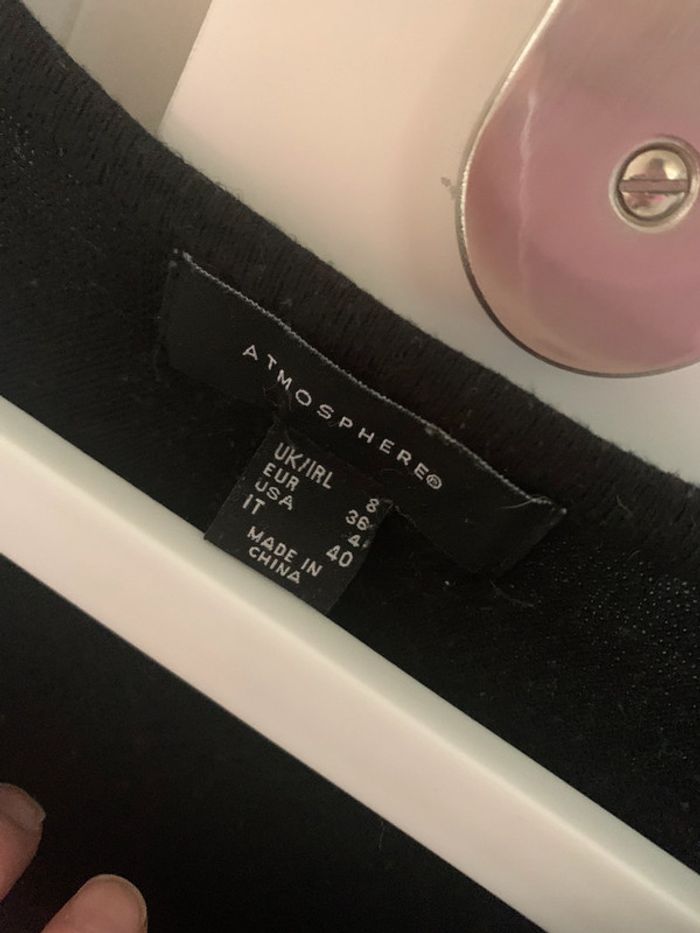 ATMOSPHERE®
UK/IRL 8
EUR 36
USA 4
IT 40
MADE IN
CHINA